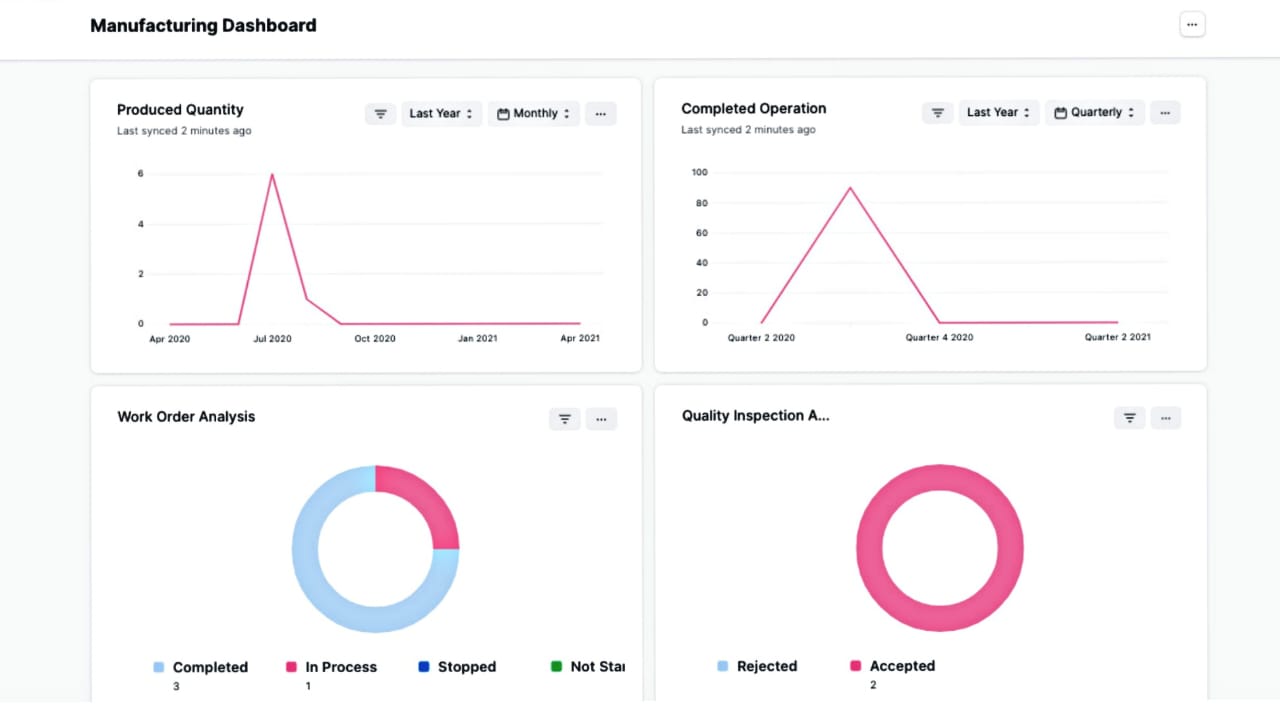 Manufacturing Dashboard
...
Produced Quantity
Last synced 2 minutes ago
Last Year
Monthly
...
6
4
2
0
Apr 2020 Jul 2020 Oct 2020 Jan 2021 Apr 2021
Completed Operation
Last synced 2 minutes ago
Last Year
Quarterly
...
100
80
60
40
20
0
Quarter 2 2020 Quarter 4 2020 Quarter 2 2021
Work Order Analysis
...
Completed In Process Stopped Not Star
3 1
Quality Inspection A...
...
Rejected Accepted
2